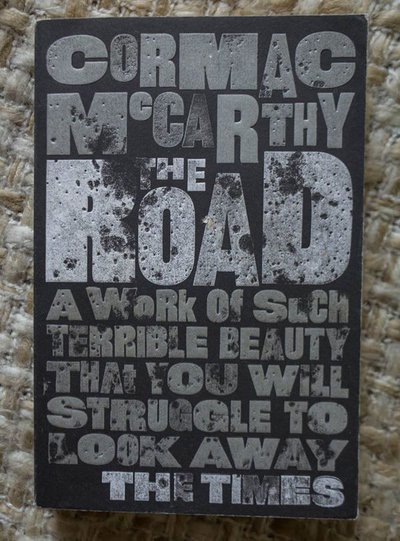 CORMAC
McCARTHY
THE
ROAD
A WORK OF SUCH
TERRIBLE BEAUTY
THAT YOU WILL
STRUGGLE TO
LOOK AWAY
THE TIMES